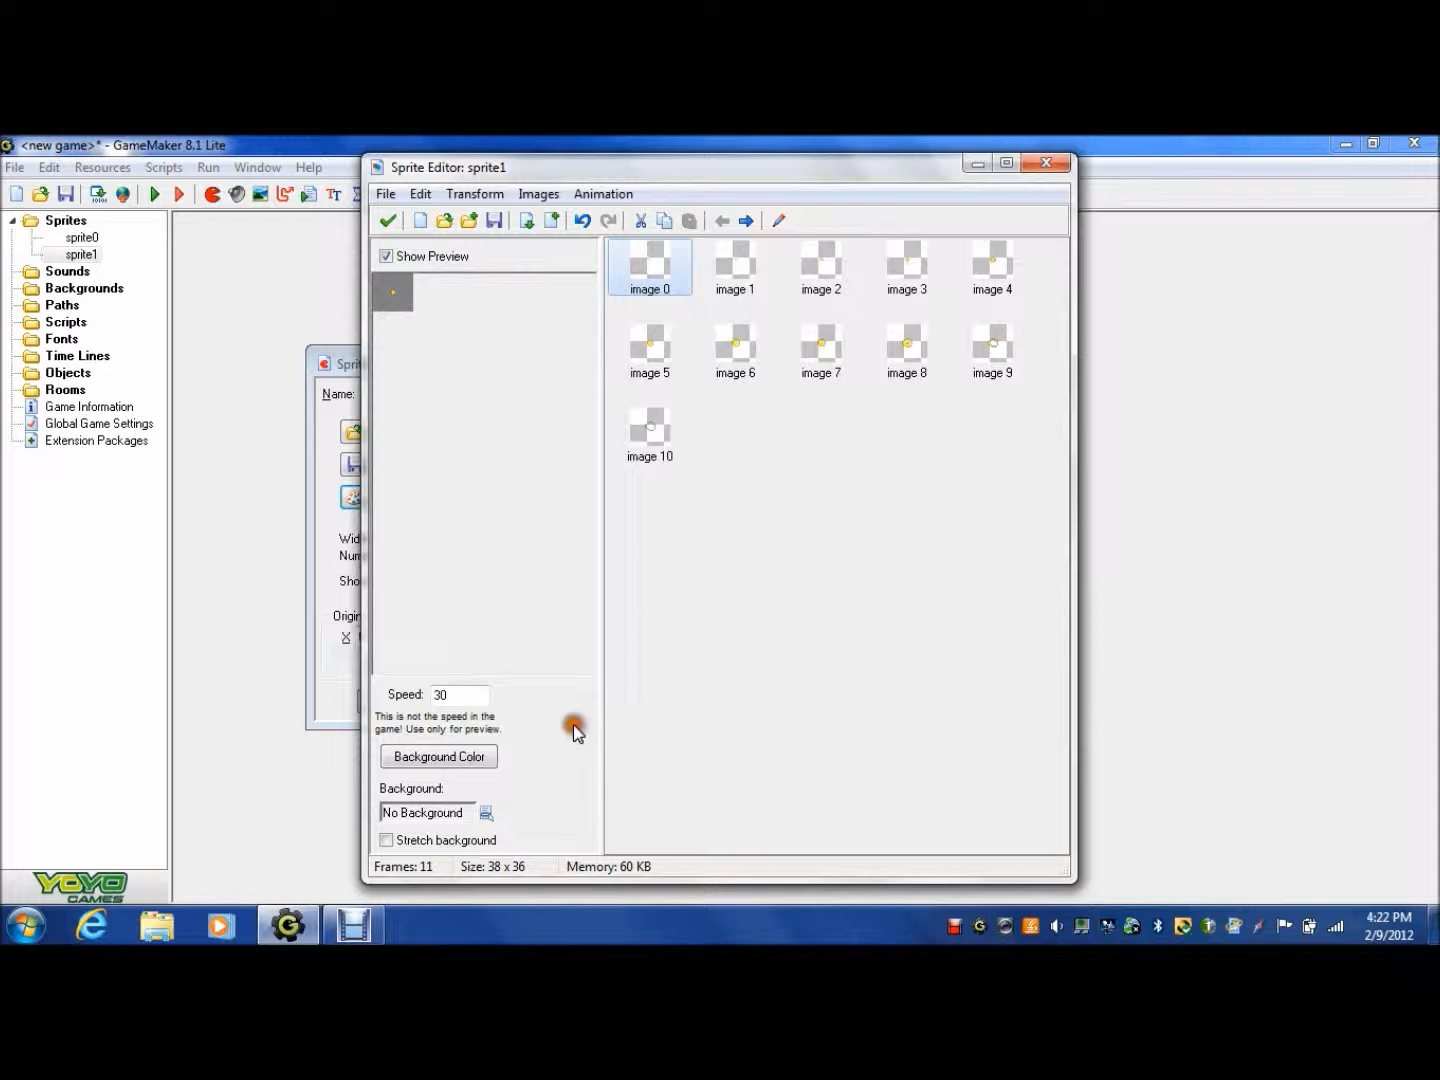 <new game>* - GameMaker 8.1 Lite
File Edit Resources Scripts Run Window Help
Sprites
sprite0
sprite1
Sounds
Backgrounds
Paths
Scripts
Fonts
Time Lines
Objects
Rooms
Game Information
Global Game Settings
Extension Packages
YOYO
GAMES
Name:
Origin
Sprite Editor: sprite1
File Edit Transform Images Animation
Show Preview
image 0 image 1 image 2 image 3 image 4
image 5 image 6 image 7 image 8 image 9
image 10
Speed: 30
This is not the speed in the
game! Use only for preview.
Background Color
Background:
No Background
Stretch background
Frames: 11 Size: 38 x 36 Memory: 60 KB
4:22 PM
2/9/2012